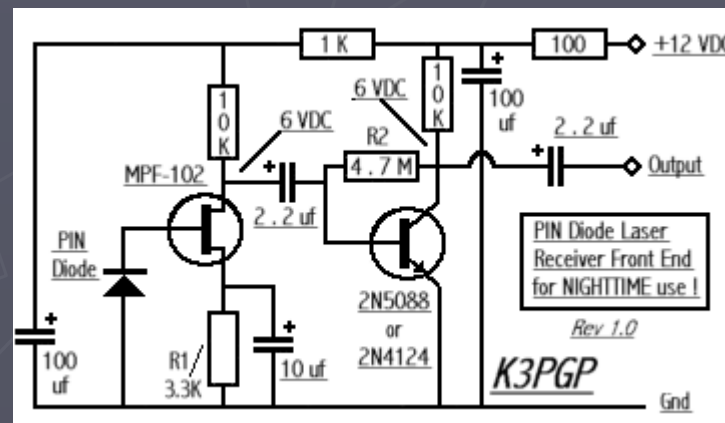 1 K
100
+12 VDC
10K
10K
6 VDC
6 VDC
100
uf
2.2 uf
R2
4.7 M
MPF-102
2.2 uf
Output
PIN
Diode
PIN Diode Laser
Receiver Front End
for NIGHTTIME use !
2N5088
or
2N4124
Rev 1.0
100
uf
R1
3.3K
10 uf
K3PGP
Gnd